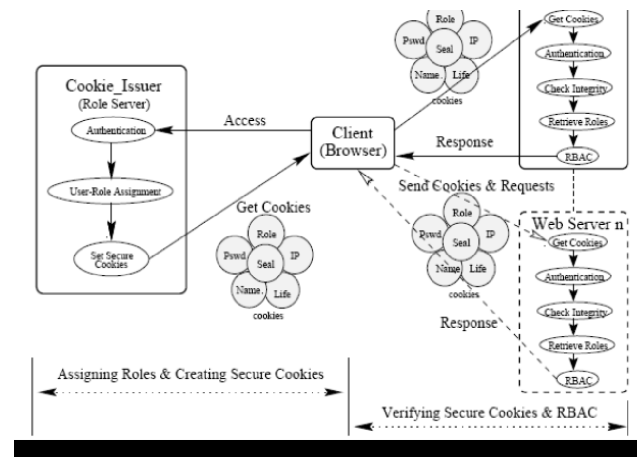 Role
Pswd
Seal
IP
Name.
Life
cookies
Get Cookies
Authentication
Check Integrity
Retrieve Roles
RBAC
Cookie_Issuer
(Role Server)
Authentication
User-Role Assignment
Set Secure
Cookies
Access
Client
(Browser)
Response
Send Cookies & Requests
Get Cookies
Role
Pswd
Seal
IP
Name.
Life
cookies
Role
Pswd
Seal
IP
Name
Life
cookies
Response
Web Server n
Get Cookies
Authentication
Check Integrity
Retrieve Roles
RBAC
Assigning Roles & Creating Secure Cookies
Verifying Secure Cookies & RBAC